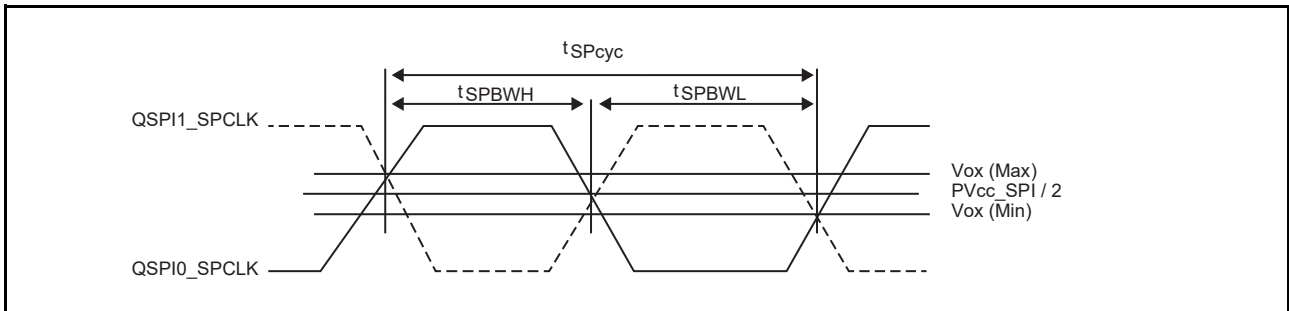 tSPcyc
tSPBWH
tSPBWL
QSPI1_SPCLK
Vox (Max)
PVcc_SPI / 2
Vox (Min)
QSPI0_SPCLK